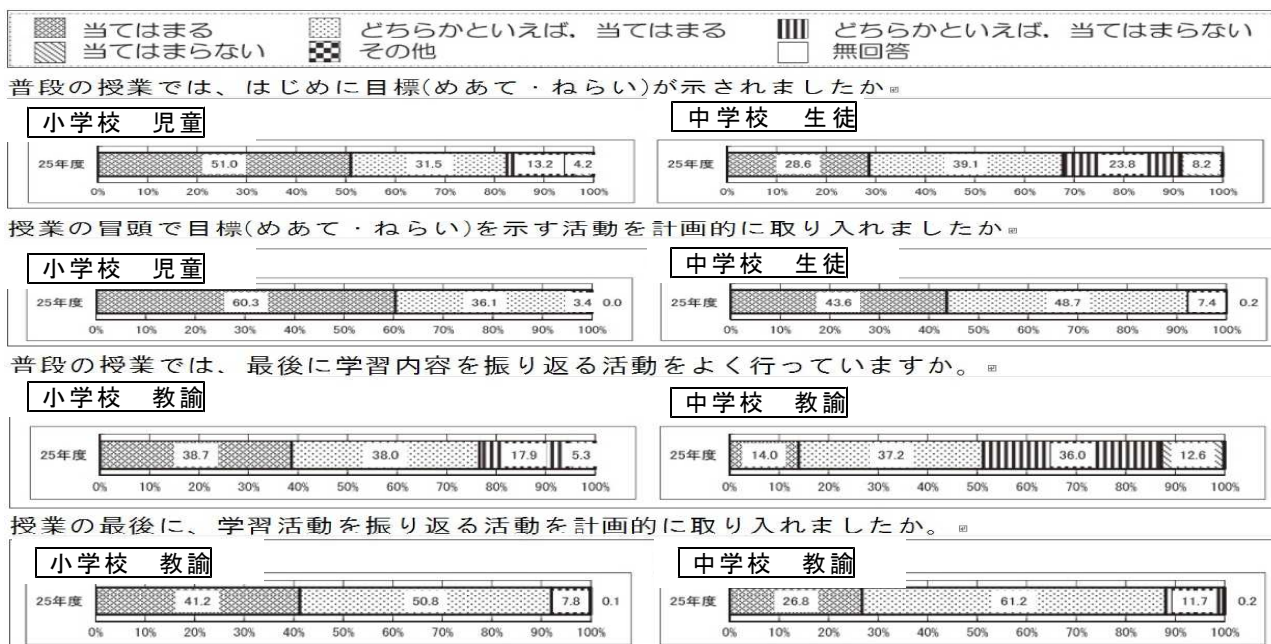 当てはまる どちらかといえば，当てはまる どちらかといえば，当てはまらない
当てはまらない その他 無回答
普段の授業では、はじめに目標(めあて・ねらい)が示されましたか
小学校 児童 中学校 生徒
25年度 51.0 31.5 13.2 4.2 25年度 28.6 39.1 23.8 8.2
0% 10% 20% 30% 40% 50% 60% 70% 80% 90% 100% 0% 10% 20% 30% 40% 50% 60% 70% 80% 90% 100%
授業の冒頭で目標(めあて・ねらい)を示す活動を計画的に取り入れましたか
小学校 児童 中学校 生徒
25年度 60.3 36.1 3.4 0.0 25年度 43.6 48.7 7.4 0.2
0% 10% 20% 30% 40% 50% 60% 70% 80% 90% 100% 0% 10% 20% 30% 40% 50% 60% 70% 80% 90% 100%
普段の授業では、最後に学習内容を振り返る活動をよく行っていますか。
小学校 教諭 中学校 教諭
25年度 38.7 38.0 17.9 5.3 25年度 14.0 37.2 36.0 12.6
0% 10% 20% 30% 40% 50% 60% 70% 80% 90% 100% 0% 10% 20% 30% 40% 50% 60% 70% 80% 90% 100%
授業の最後に、学習活動を振り返る活動を計画的に取り入れましたか。
小学校 教諭 中学校 教諭
25年度 41.2 50.8 7.8 0.1 25年度 26.8 61.2 11.7 0.2
0% 10% 20% 30% 40% 50% 60% 70% 80% 90% 100% 0% 10% 20% 30% 40% 50% 60% 70% 80% 90% 100%